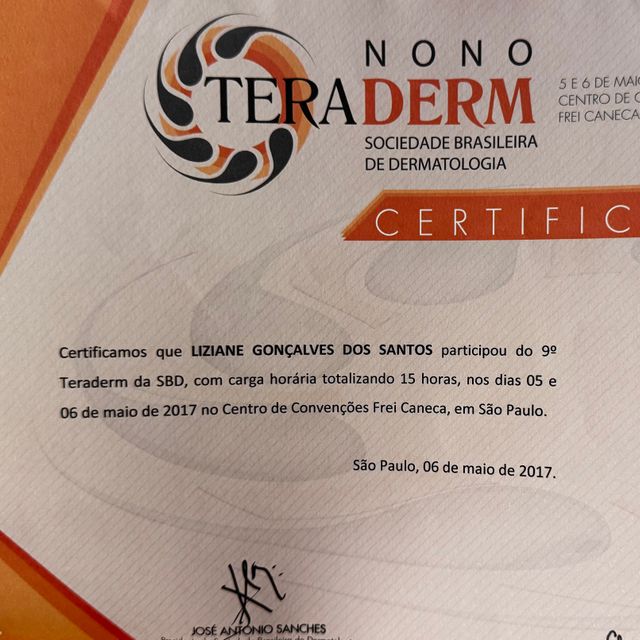 NONO
TERADERM
SOCIEDADE BRASILEIRA
DE DERMATOLOGIA
5 E 6 DE MAIO
CENTRO DE C
FREI CANECA
CERTIFIC
Certificamos que LIZIANE GONÇALVES DOS SANTOS participou do 9º
Teraderm da SBD, com carga horária totalizando 15 horas, nos dias 05 e
06 de maio de 2017 no Centro de Convenções Frei Caneca, em São Paulo.
São Paulo, 06 de maio de 2017.
JOSÉ ANTÔNIO SANCHES